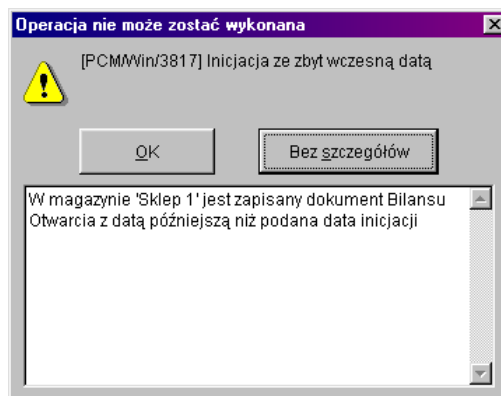 Operacja nie może zostać wykonana
[PCM/Win/3817] Inicjacja ze zbyt wczesną datą
OK
Bez szczegółów
W magazynie 'Sklep 1' jest zapisany dokument Bilansu
Otwarcia z datą późniejszą niż podana data inicjacji